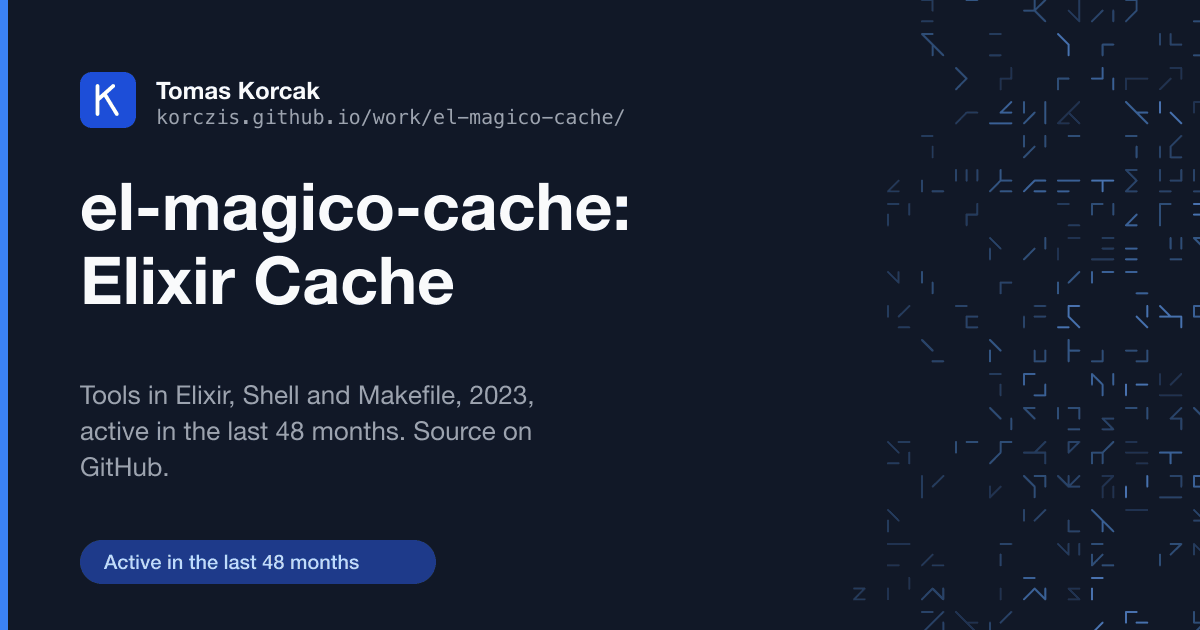 K
Tomas Korcak
korczis.github.io/work/el-magico-cache/
el-magico-cache:
Elixir Cache
Tools in Elixir, Shell and Makefile, 2023,
active in the last 48 months. Source on
GitHub.
Active in the last 48 months